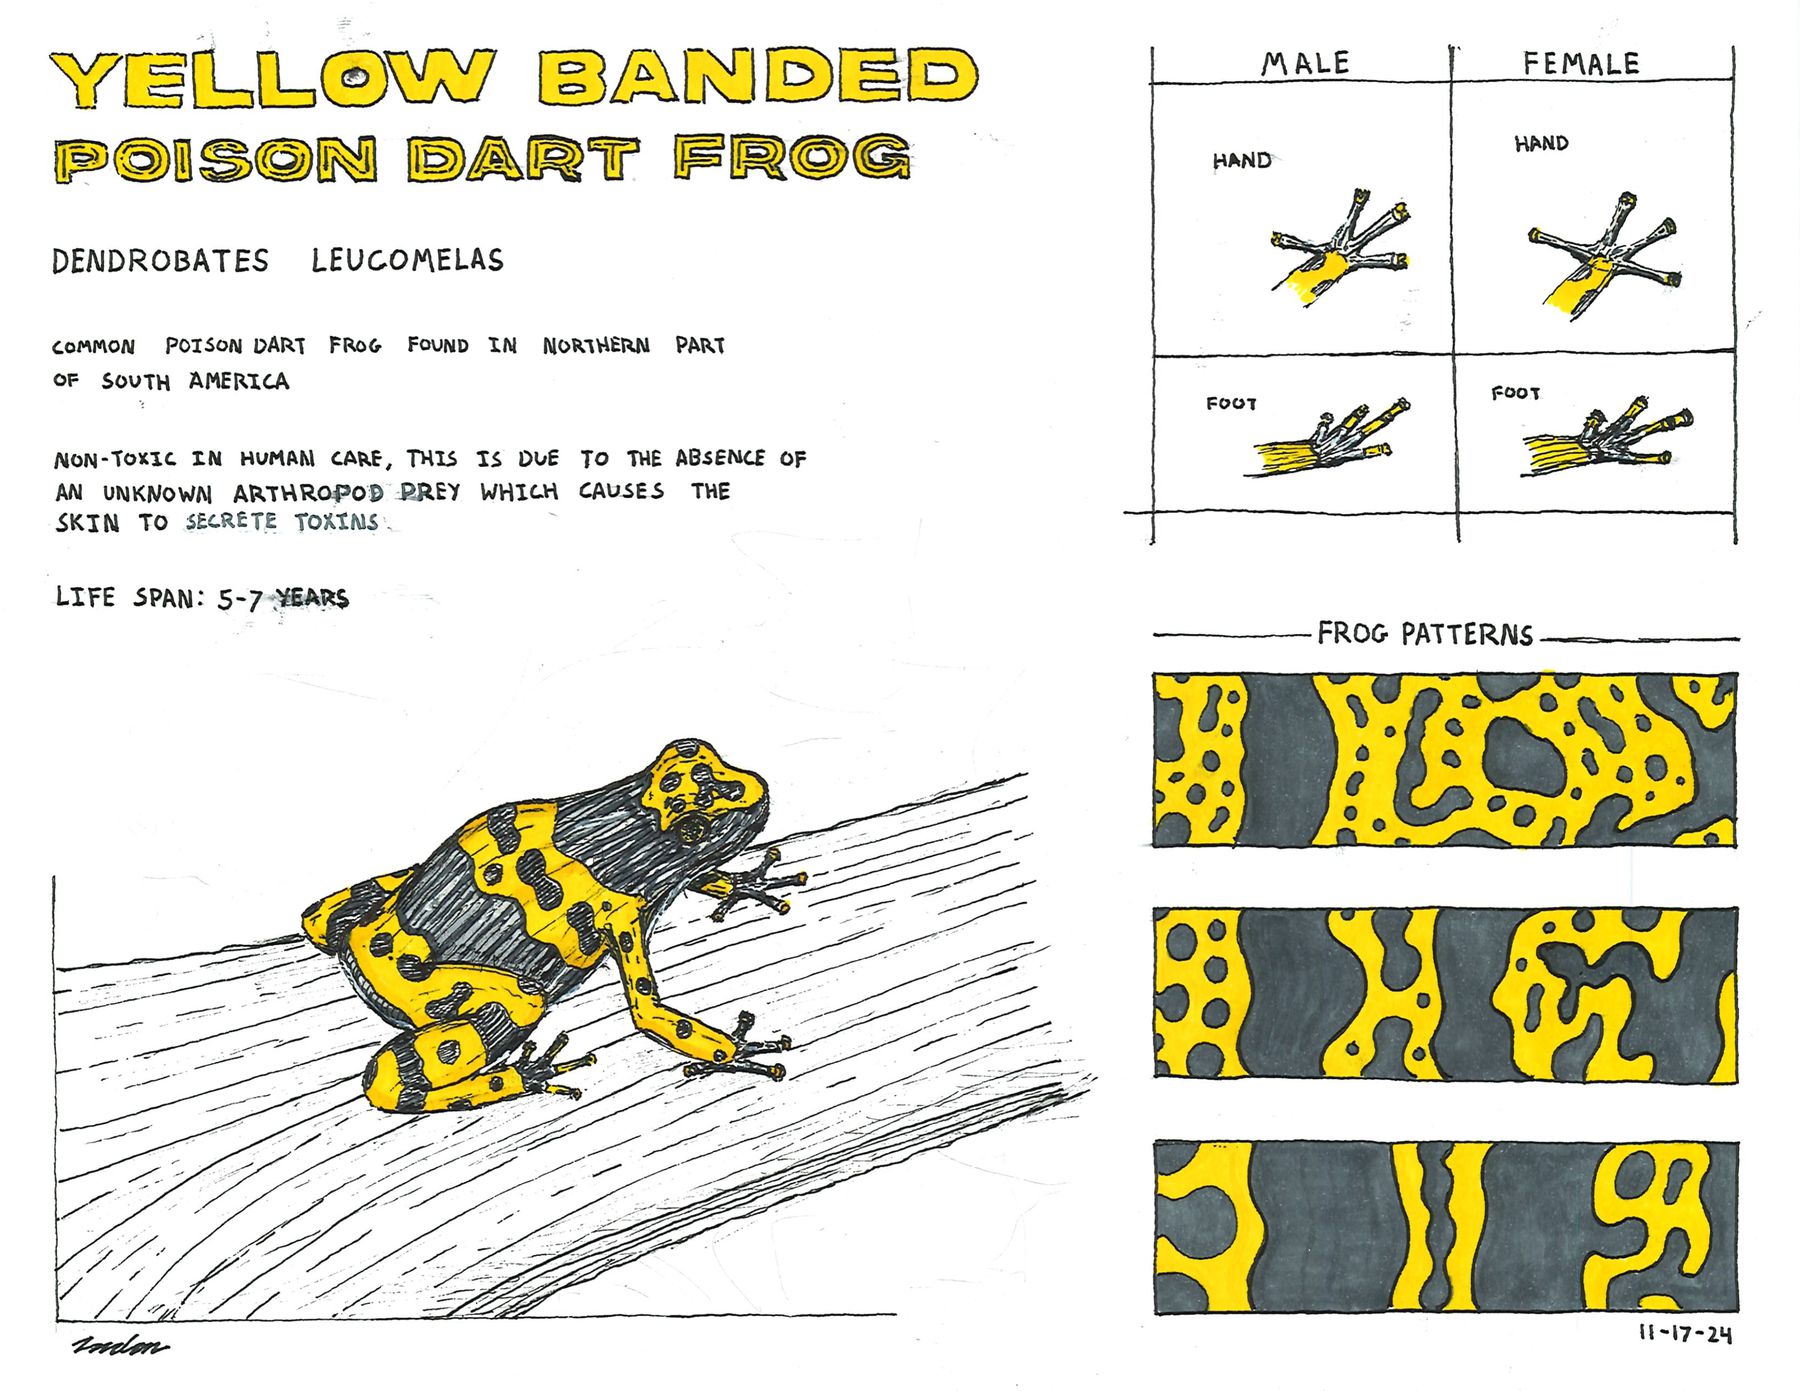 YELLOW BANDED
POISON DART FROG
DENDROBATES LEUCOMELAS
COMMON POISON DART FROG FOUND IN NORTHERN PART
OF SOUTH AMERICA
NON-TOXIC IN HUMAN CARE, THIS IS DUE TO THE ABSENCE OF
AN UNKNOWN ARTHROPOD PREY WHICH CAUSES THE
SKIN TO SECRETE TOXINS.
LIFE SPAN: 5-7 YEARS
MALE
FEMALE
HAND
HAND
FOOT
FOOT
FROG PATTERNS
11-17-24